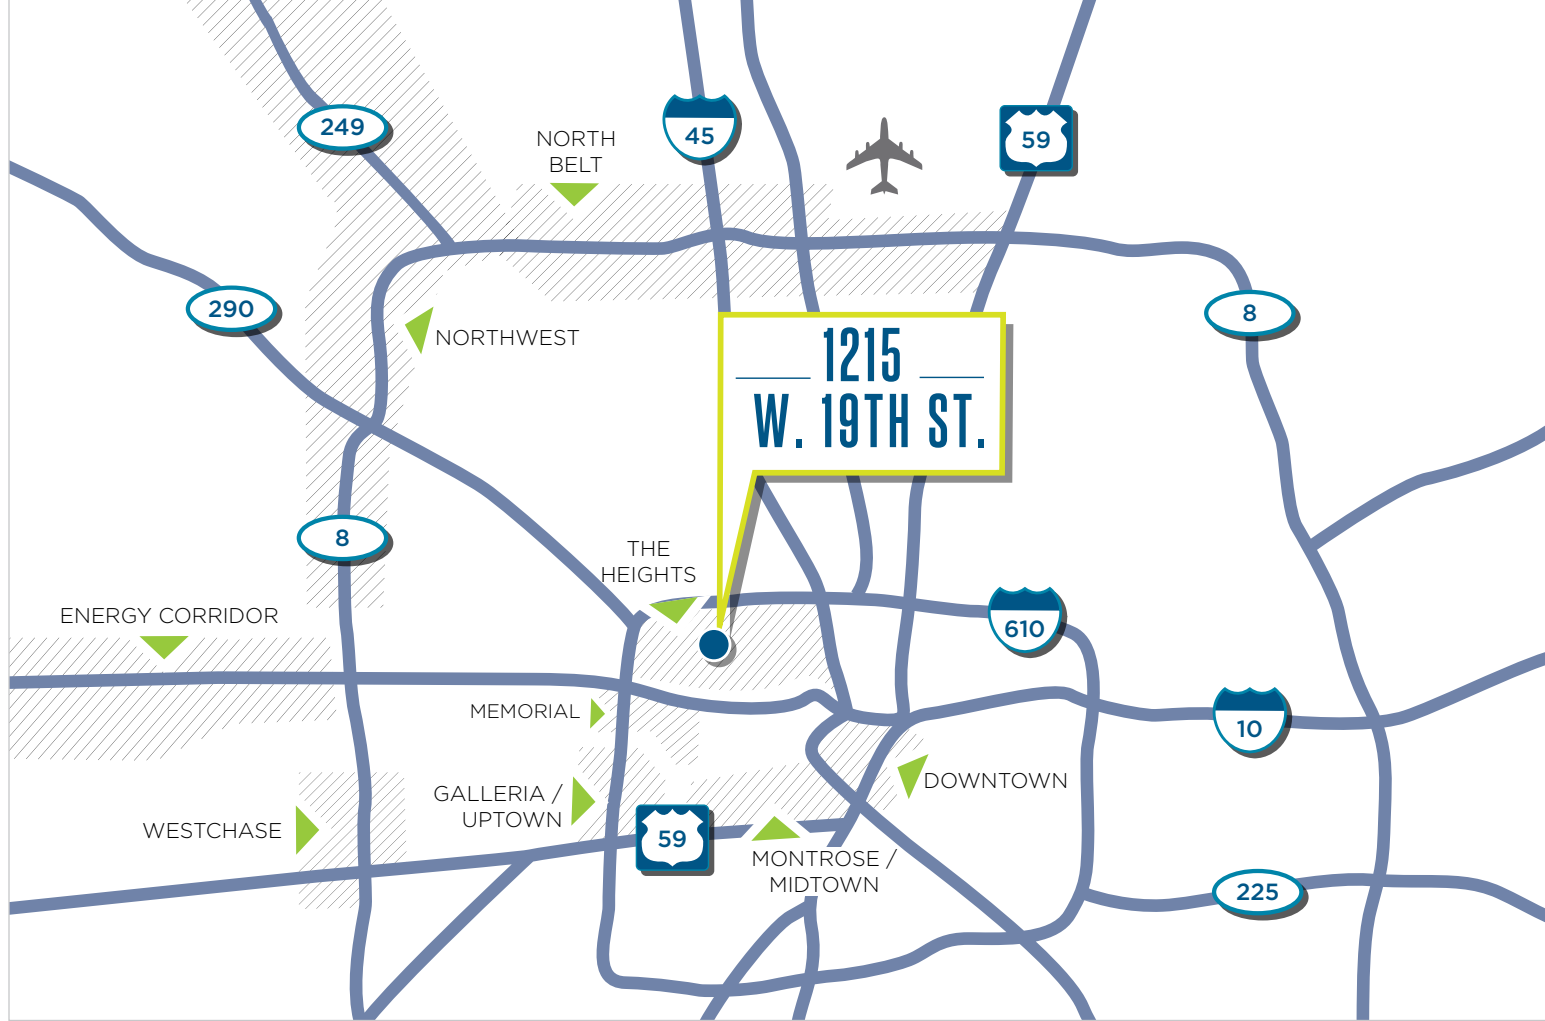 249
NORTH
BELT
45
59
290
8
NORTHWEST
1215
W. 19TH ST.
8
THE
HEIGHTS
ENERGY CORRIDOR
610
MEMORIAL
10
DOWNTOWN
GALLERIA /
UPTOWN
WESTCHASE
59
MONTROSE /
MIDTOWN
225